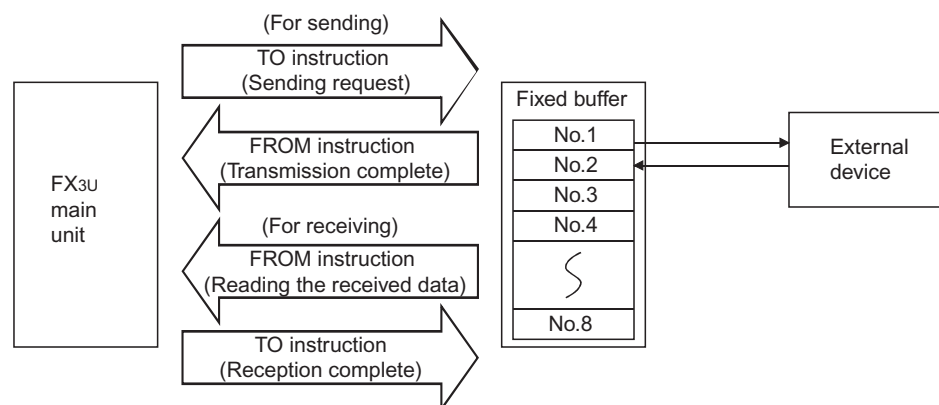 (For sending)
TO instruction
(Sending request)
FROM instruction
(Transmission complete)
(For receiving)
FROM instruction
(Reading the received data)
TO instruction
(Reception complete)
FX3U
main
unit
Fixed buffer
No.1
No.2
No.3
No.4
No.8
External
device